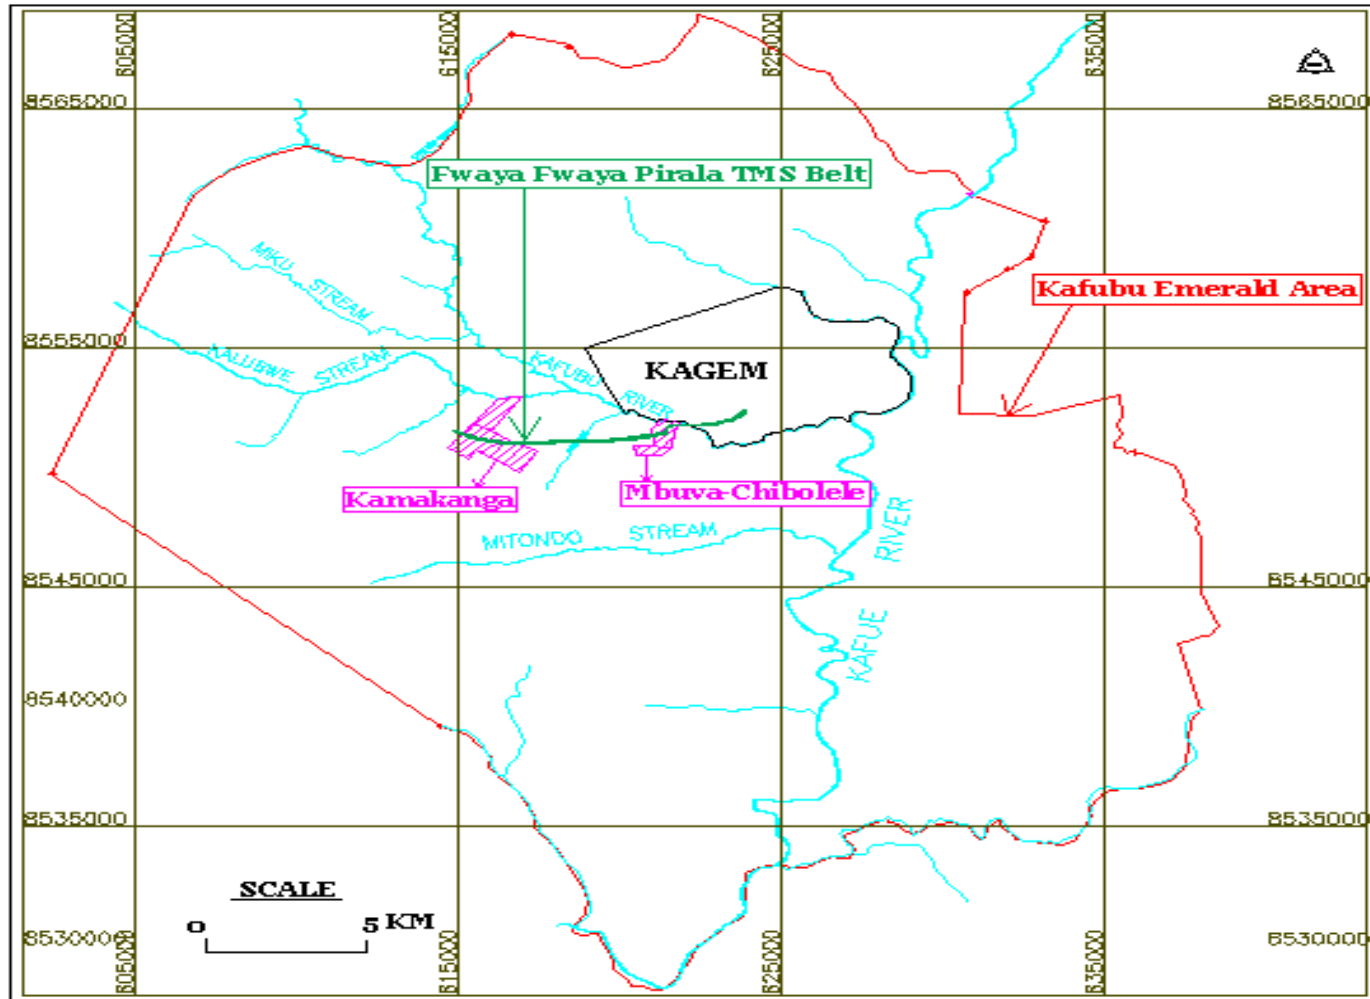 605000
615000
625000
635000
8565000
8565000
Fwaya Fwaya Pirala TMS Belt
MIKU STREAM
Kafubu Emerald Area
8555000
8555000
KALUBWE STREAM
KAFUBU RIVER
KAGEM
Kamakanga
Mbuva-Chibolele
MITONDO STREAM
KAFUE RIVER
8545000
8545000
8540000
8540000
8535000
8535000
SCALE
0 5 KM
8530000
8530000
605000
615000
625000
635000